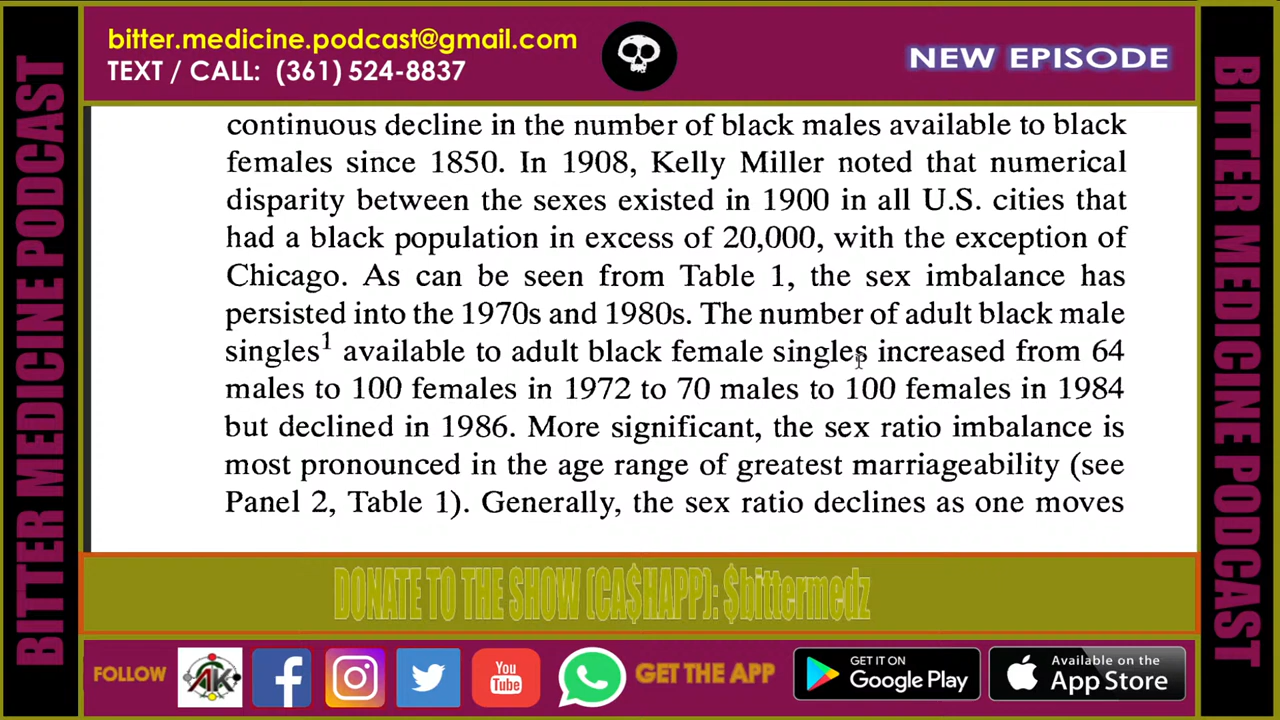 bitter.medicine.podcast@gmail.com
TEXT / CALL: (361) 524-8837
NEW EPISODE
BITTER MEDICINE PODCAST
continuous decline in the number of black males available to black
females since 1850. In 1908, Kelly Miller noted that numerical
disparity between the sexes existed in 1900 in all U.S. cities that
had a black population in excess of 20,000, with the exception of
Chicago. As can be seen from Table 1, the sex imbalance has
persisted into the 1970s and 1980s. The number of adult black male
singles¹ available to adult black female singles increased from 64
males to 100 females in 1972 to 70 males to 100 females in 1984
but declined in 1986. More significant, the sex ratio imbalance is
most pronounced in the age range of greatest marriageability (see
Panel 2, Table 1). Generally, the sex ratio declines as one moves
BITTER MEDICINE PODCAST
DONATE TO THE SHOW (CA$HAPP): $bittermedz
FOLLOW
ATK
You
Tube
GET THE APP
GET IT ON
Google Play
Available on the
App Store